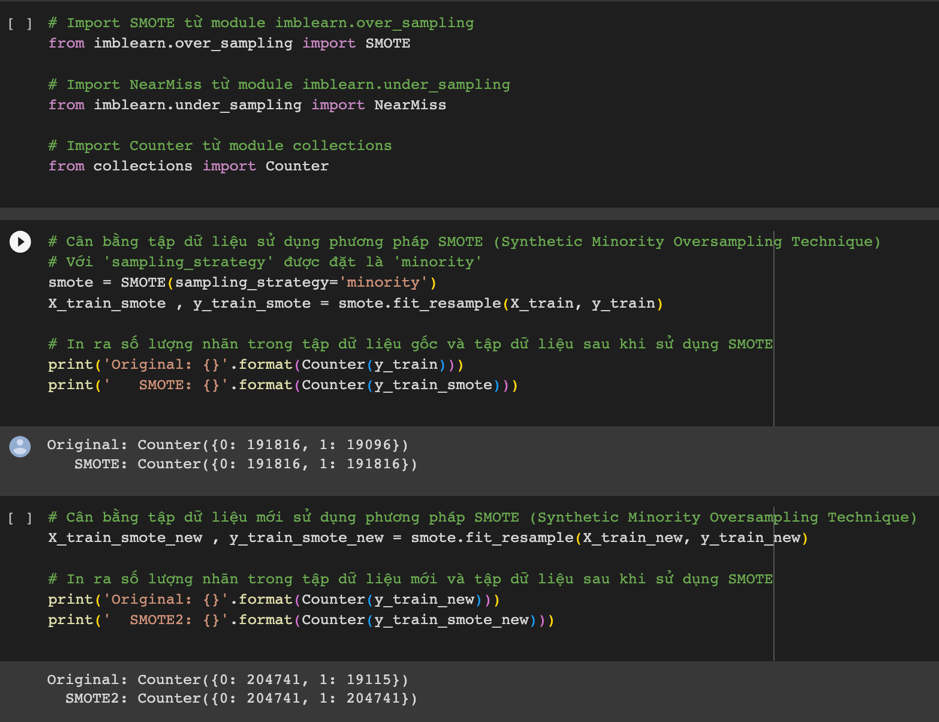 [ ] # Import SMOTE từ module imblearn.over_sampling
from imblearn.over_sampling import SMOTE
# Import NearMiss từ module imblearn.under_sampling
from imblearn.under_sampling import NearMiss
# Import Counter từ module collections
from collections import Counter
# Cân bằng tập dữ liệu sử dụng phương pháp SMOTE (Synthetic Minority Oversampling Technique)
# Với 'sampling_strategy' được đặt là 'minority'
smote = SMOTE(sampling_strategy='minority')
X_train_smote , y_train_smote = smote.fit_resample(X_train, y_train)
# In ra số lượng nhãn trong tập dữ liệu gốc và tập dữ liệu sau khi sử dụng SMOTE
print('Original: {}'.format(Counter(y_train)))
print('   SMOTE: {}'.format(Counter(y_train_smote)))
Original: Counter({0: 191816, 1: 19096})
   SMOTE: Counter({0: 191816, 1: 191816})
[ ] # Cân bằng tập dữ liệu mới sử dụng phương pháp SMOTE (Synthetic Minority Oversampling Technique)
X_train_smote_new , y_train_smote_new = smote.fit_resample(X_train_new, y_train_new)
# In ra số lượng nhãn trong tập dữ liệu mới và tập dữ liệu sau khi sử dụng SMOTE
print('Original: {}'.format(Counter(y_train_new)))
print('  SMOTE2: {}'.format(Counter(y_train_smote_new)))
Original: Counter({0: 204741, 1: 19115})
  SMOTE2: Counter({0: 204741, 1: 204741})